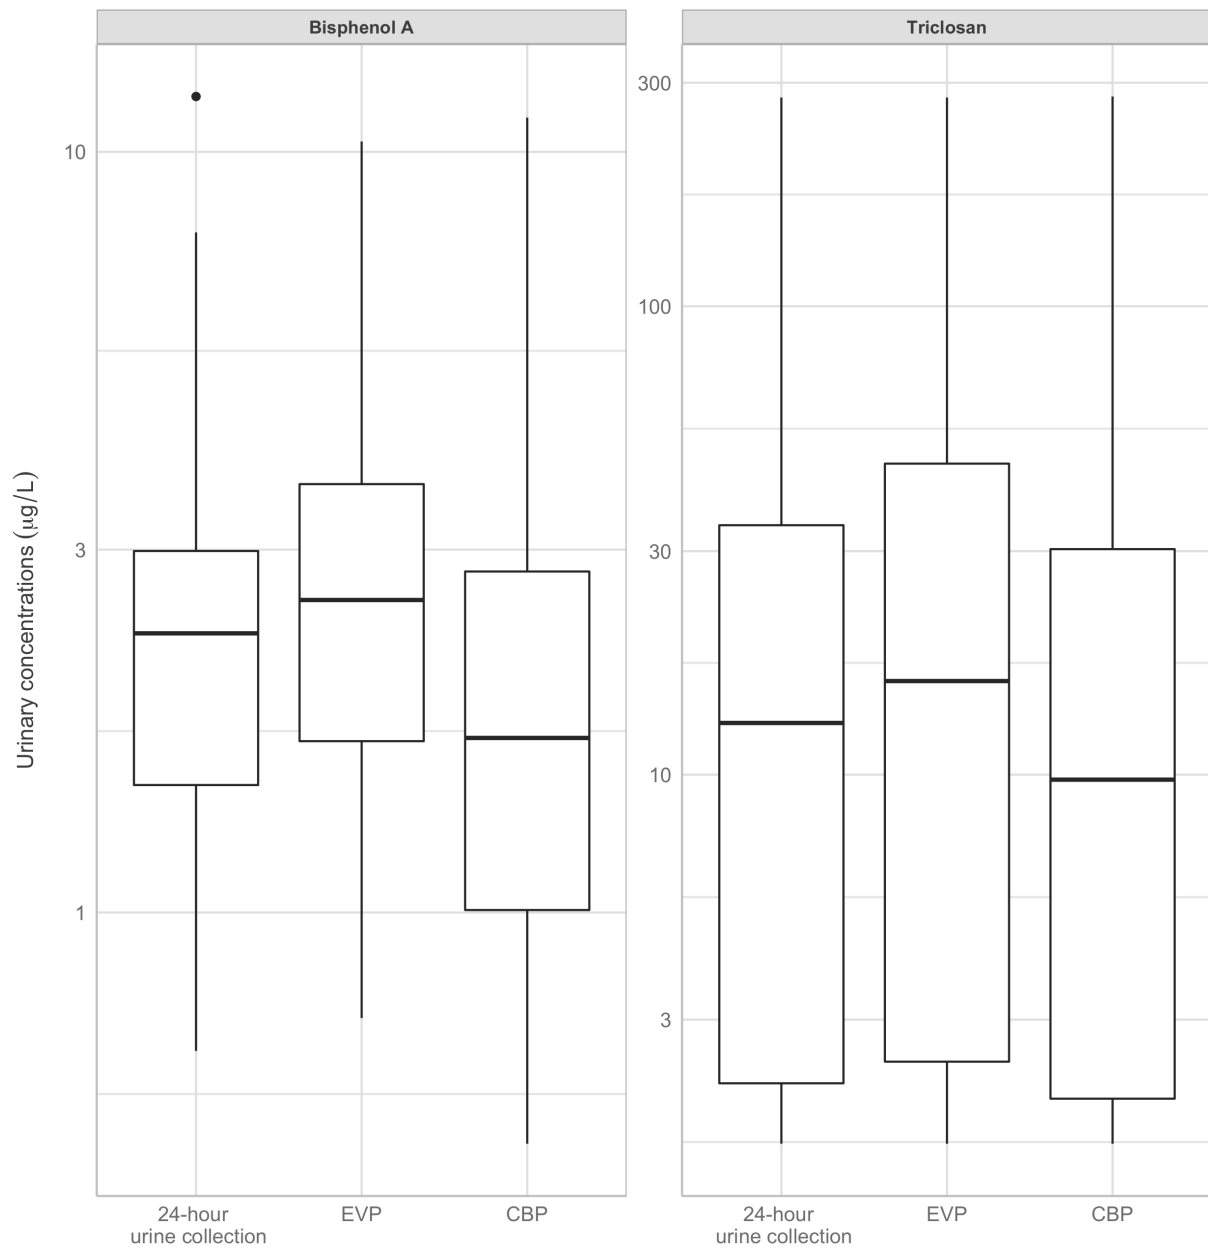 Bisphenol A
Triclosan
Urinary concentrations (μg/L)
10
3
1
300
100
30
10
3
24-hour
urine collection
EVP
CBP
24-hour
urine collection
EVP
CBP